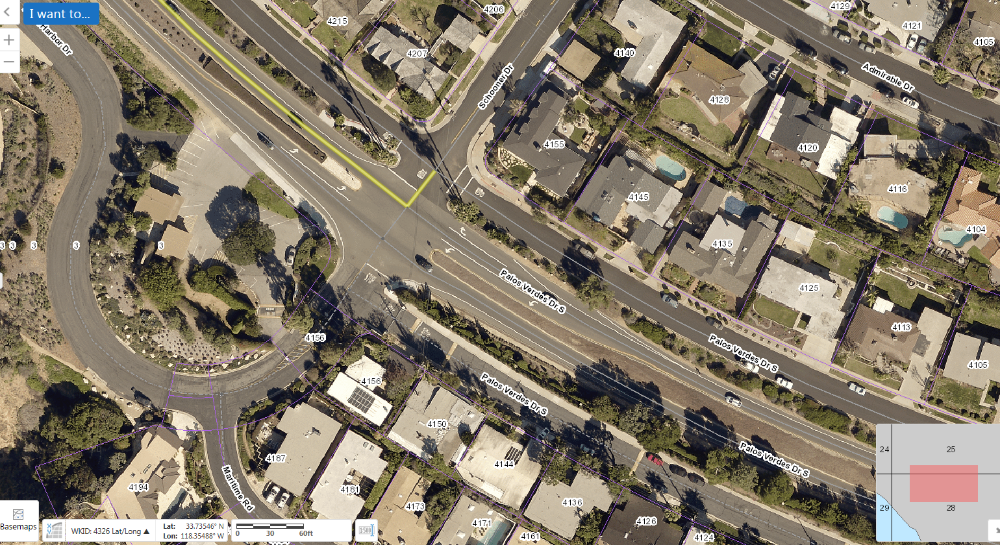 I want to...
Harbor Dr
4215
4206
4207
4129
4121
4105
4140
Schooner Dr
Admirable Dr
4128
4155
4120
4145
4116
4104
4135
3
3
3
3
3
Palos Verdes Dr S
4125
4113
4105
4156
Palos Verdes Dr S
4156
Palos Verdes Dr S
4150
4187
4144
Palos Verdes Dr S
4194
Maritime Rd
4181
4173
4136
4171
4126
4161
4124
24
25
29
28
Basemaps
WKID: 4326 Lat/Long ▲
Lat: 33.73546° N
Lon: 118.35488° W
0 30 60ft
1500